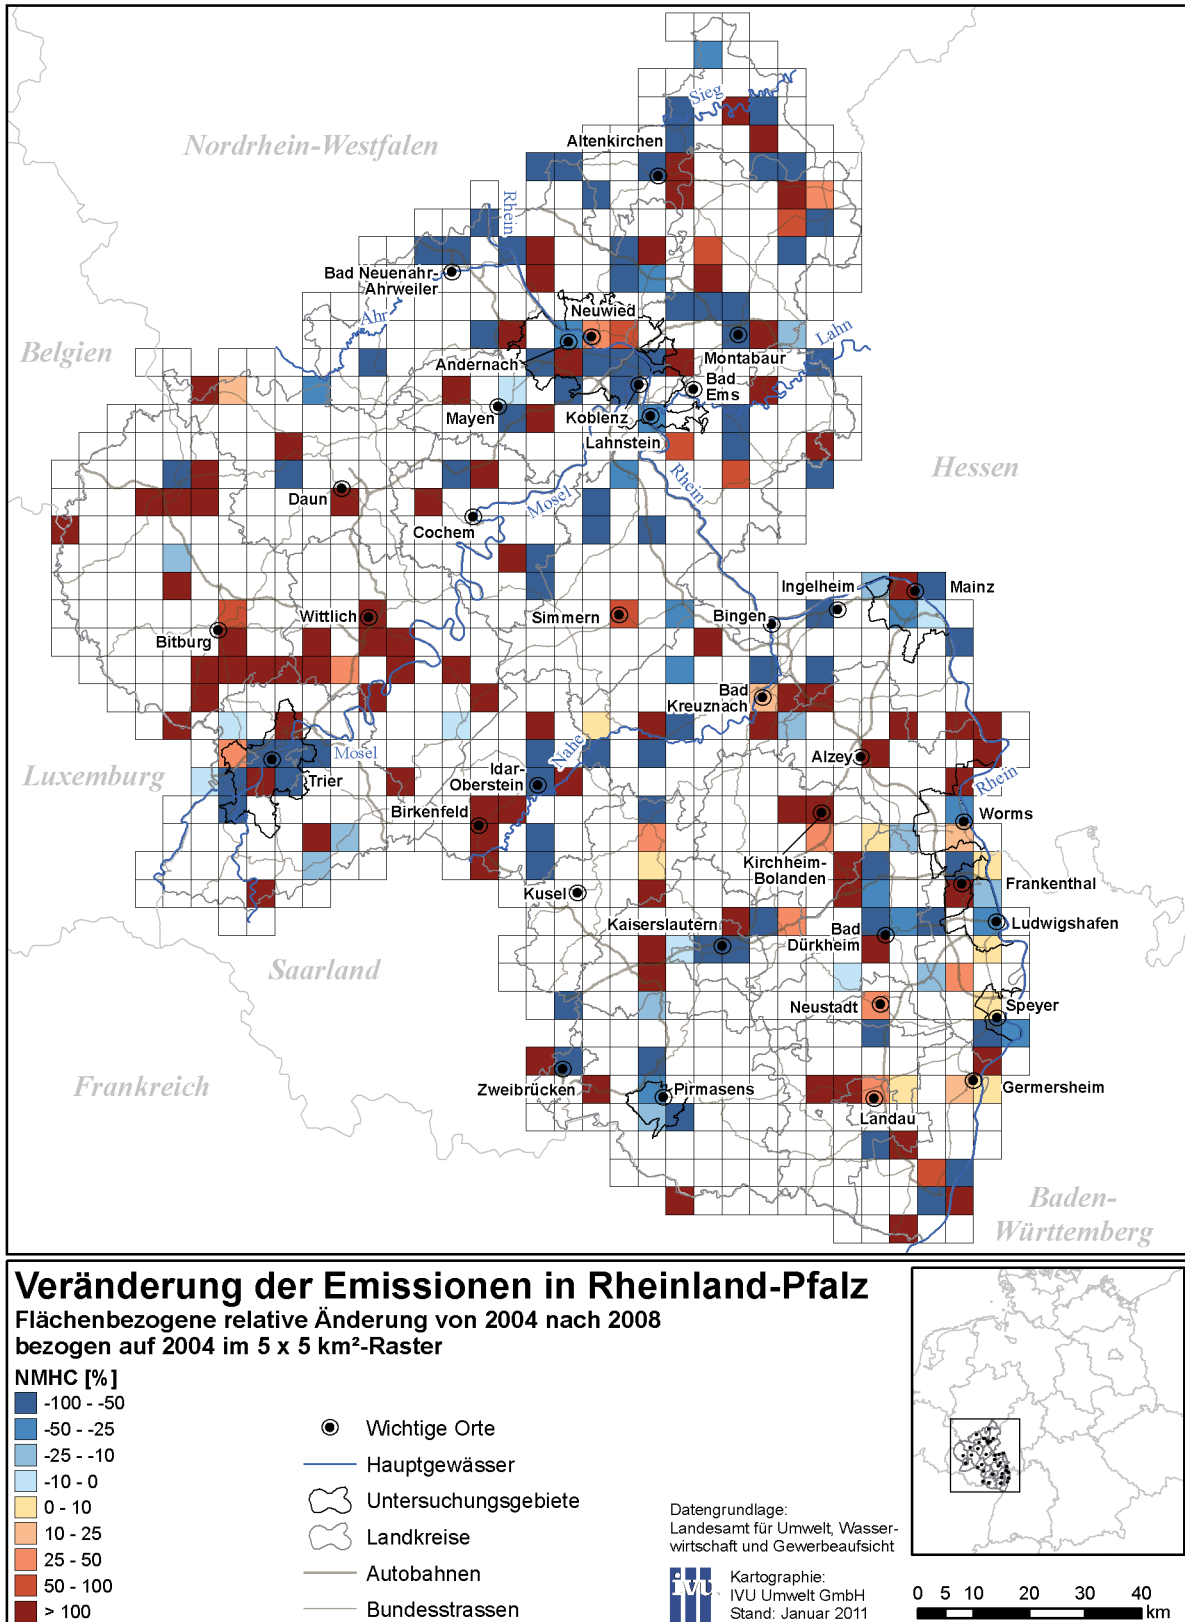 Nordrhein-Westfalen
Sieg
Altenkirchen
Rhein
Bad Neuenahr-
Ahrweiler
Ahr
Neuwied
Belgien
Lahn
Montabaur
Andernach
Bad
Ems
Mayen
Koblenz
Lahnstein
Rhein
Hessen
Daun
Mosel
Cochem
Ingelheim
Mainz
Wittlich
Simmern
Bingen
Bitburg
Bad
Kreuznach
Mosel
Nahe
Luxemburg
Trier
Idar-
Oberstein
Alzey
Rhein
Birkenfeld
Worms
Kirchheim-
Bolanden
Kusel
Frankenthal
Kaiserslautern
Bad
Dürkheim
Ludwigshafen
Saarland
Neustadt
Speyer
Frankreich
Zweibrücken
Pirmasens
Germersheim
Landau
Baden-
Württemberg
Veränderung der Emissionen in Rheinland-Pfalz
Flächenbezogene relative Änderung von 2004 nach 2008
bezogen auf 2004 im 5 x 5 km²-Raster
NMHC [%]
-100 - -50
-50 - -25
-25 - -10
-10 - 0
0 - 10
10 - 25
25 - 50
50 - 100
> 100
Wichtige Orte
Hauptgewässer
Untersuchungsgebiete
Landkreise
Autobahnen
Bundesstrassen
Datengrundlage:
Landesamt für Umwelt, Wasser-
wirtschaft und Gewerbeaufsicht
ivu
Kartographie:
IVU Umwelt GmbH
Stand: Januar 2011
0 5 10 20 30 40
km